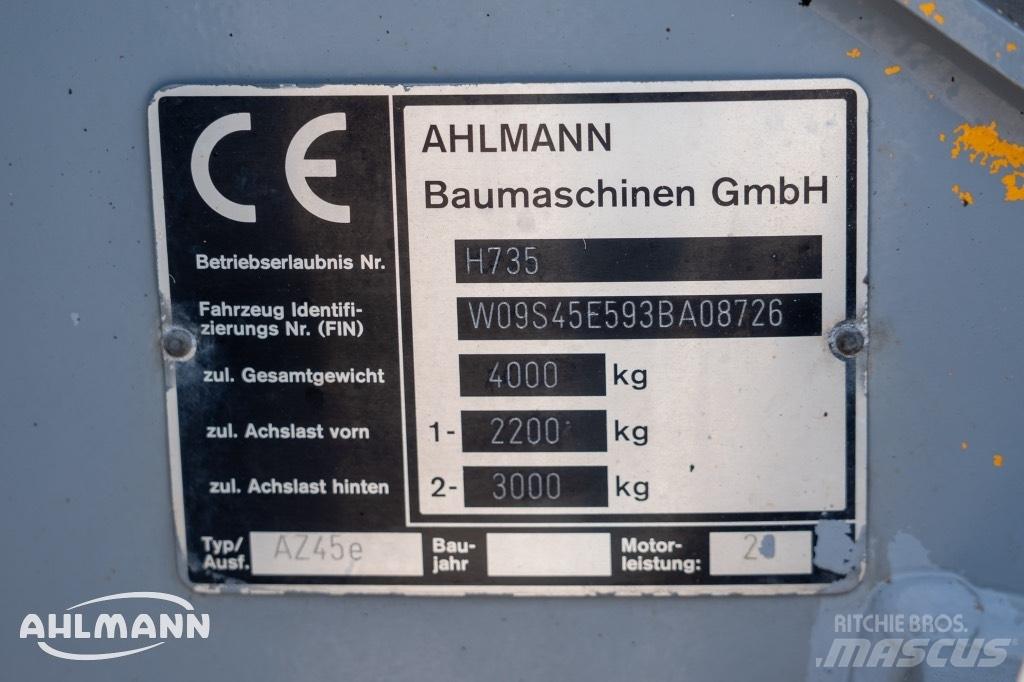 CE
AHLMANN
Baumaschinen GmbH
Betriebserlaubnis Nr. H735
Fahrzeug Identifi-
zierungs Nr. (FIN) W09S45E593BA08726
zul. Gesamtgewicht 4000 kg
zul. Achslast vorn 1- 2200 kg
zul. Achslast hinten 2- 3000 kg
Typ/
Ausf. AZ45e
Bau-
jahr
Motor-
leistung:
AHLMANN
RITCHIE BROS.
MASCUS